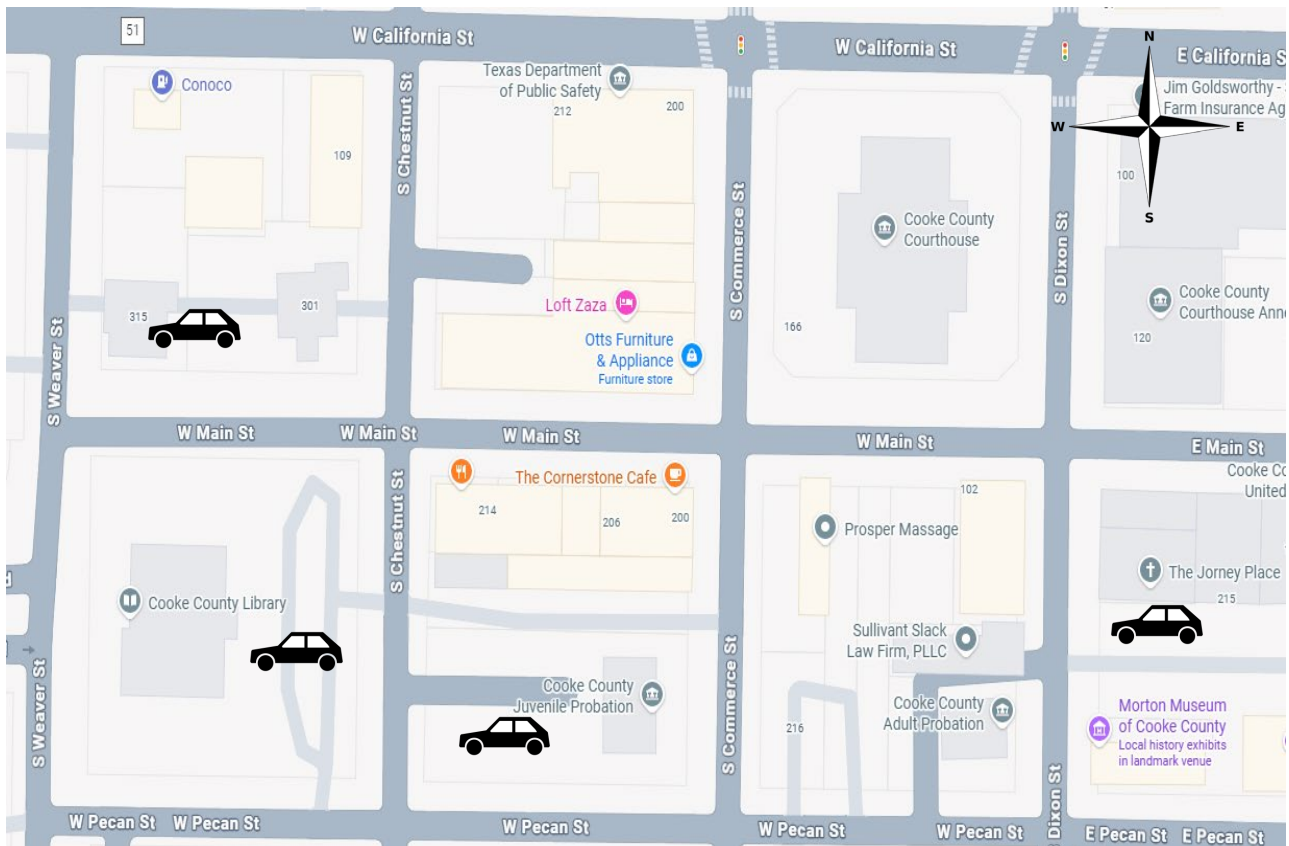 51
W California St
W California St
E California S
N
W
E
S
Conoco
109
S Chestnut St
Texas Department
of Public Safety
212
200
S Commerce St
Cooke County
Courthouse
166
S Dixon St
Jim Goldsworthy -
Farm Insurance Ag
100
Cooke County
Courthouse Anne
120
315
301
S Weaver St
Loft Zaza
Otts Furniture
& Appliance
Furniture store
W Main St
W Main St
W Main St
W Main St
E Main St
Cooke Co
United
S Chestnut St
The Cornerstone Cafe
214
206
200
102
Prosper Massage
The Jorney Place
215
Cooke County Library
S Weaver St
S Commerce St
Sullivant Slack
Law Firm, PLLC
Cooke County
Juvenile Probation
Cooke County
Adult Probation
216
Morton Museum
of Cooke County
Local history exhibits
in landmark venue
Dixon St
W Pecan St
W Pecan St
W Pecan St
W Pecan St
W Pecan St
E Pecan St
E Pecan St